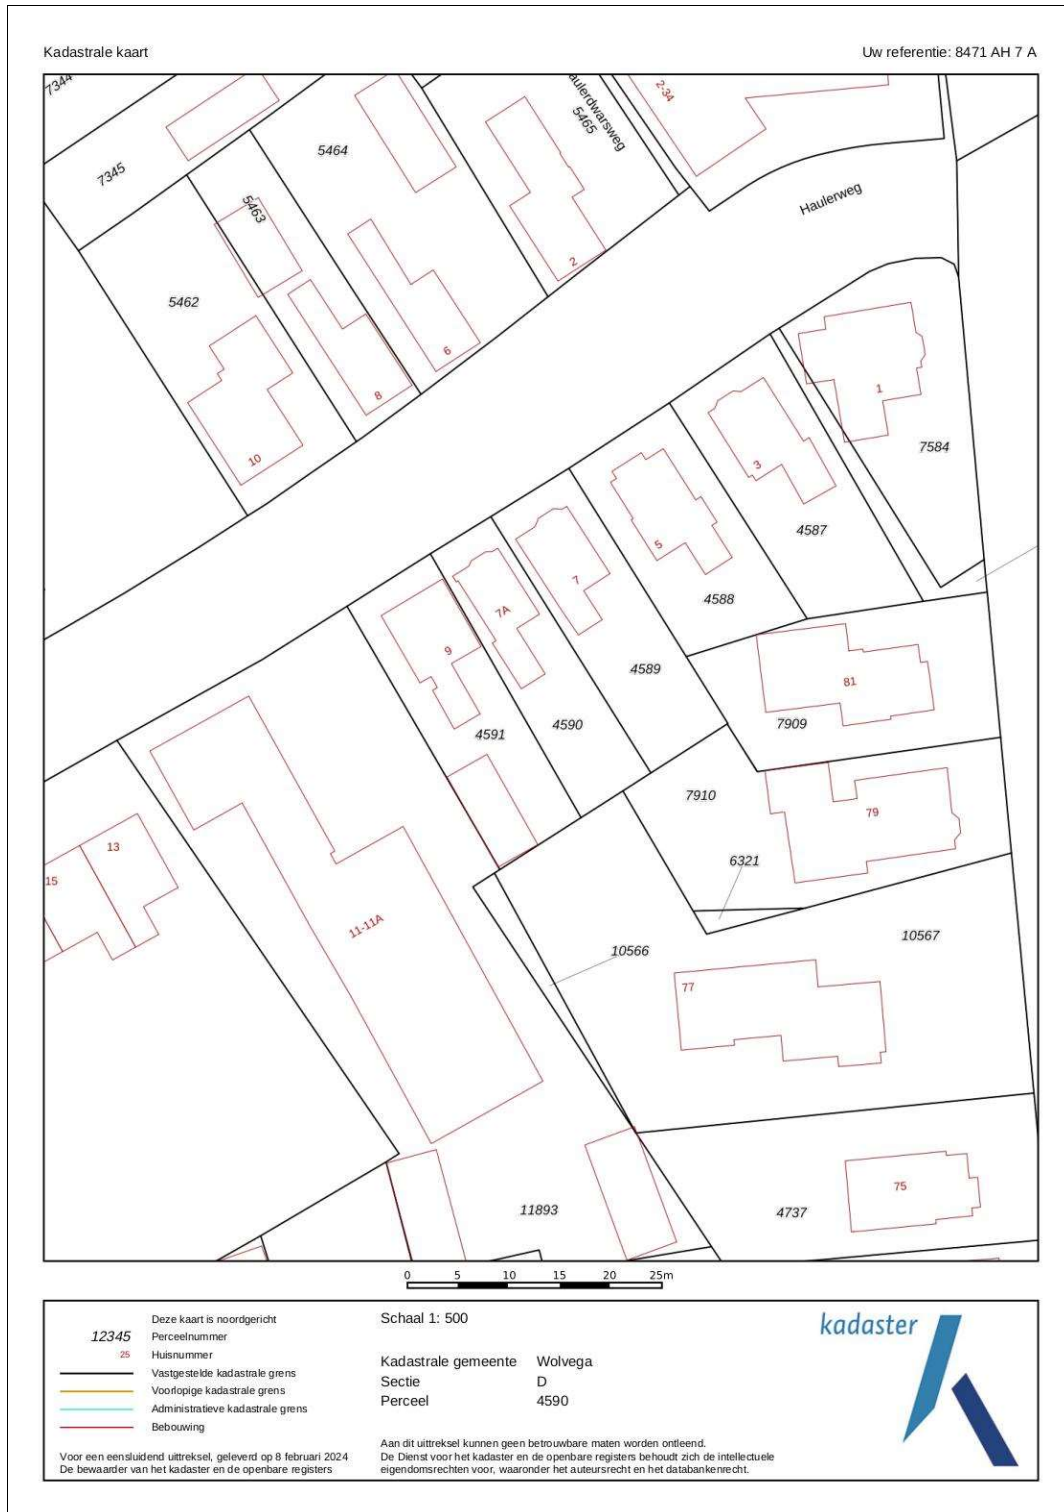 Kadastrale kaart
Uw referentie: 8471 AH 7 A
7344
7345
5464
5465
2-34
Haulerweg
5463
5462
2
6
8
10
1
7584
3
4587
5
4588
7
4589
7A
4590
9
4591
81
7909
7910
79
6321
13
15
11-11A
10566
10567
77
11893
4737
75
0 5 10 15 20 25m
Deze kaart is noordgericht
12345 Perceelnummer
25 Huisnummer
Vastgestelde kadastrale grens
Voorlopige kadastrale grens
Administratieve kadastrale grens
Bebouwing
Voor een eensluidend uittreksel, geleverd op 8 februari 2024
De bewaarder van het kadaster en de openbare registers
Schaal 1: 500
Kadastrale gemeente Wolvega
Sectie D
Perceel 4590
Aan dit uittreksel kunnen geen betrouwbare maten worden ontleend.
De Dienst voor het kadaster en de openbare registers behoudt zich de intellectuele
eigendomsrechten voor, waaronder het auteursrecht en het databankenrecht.
kadaster